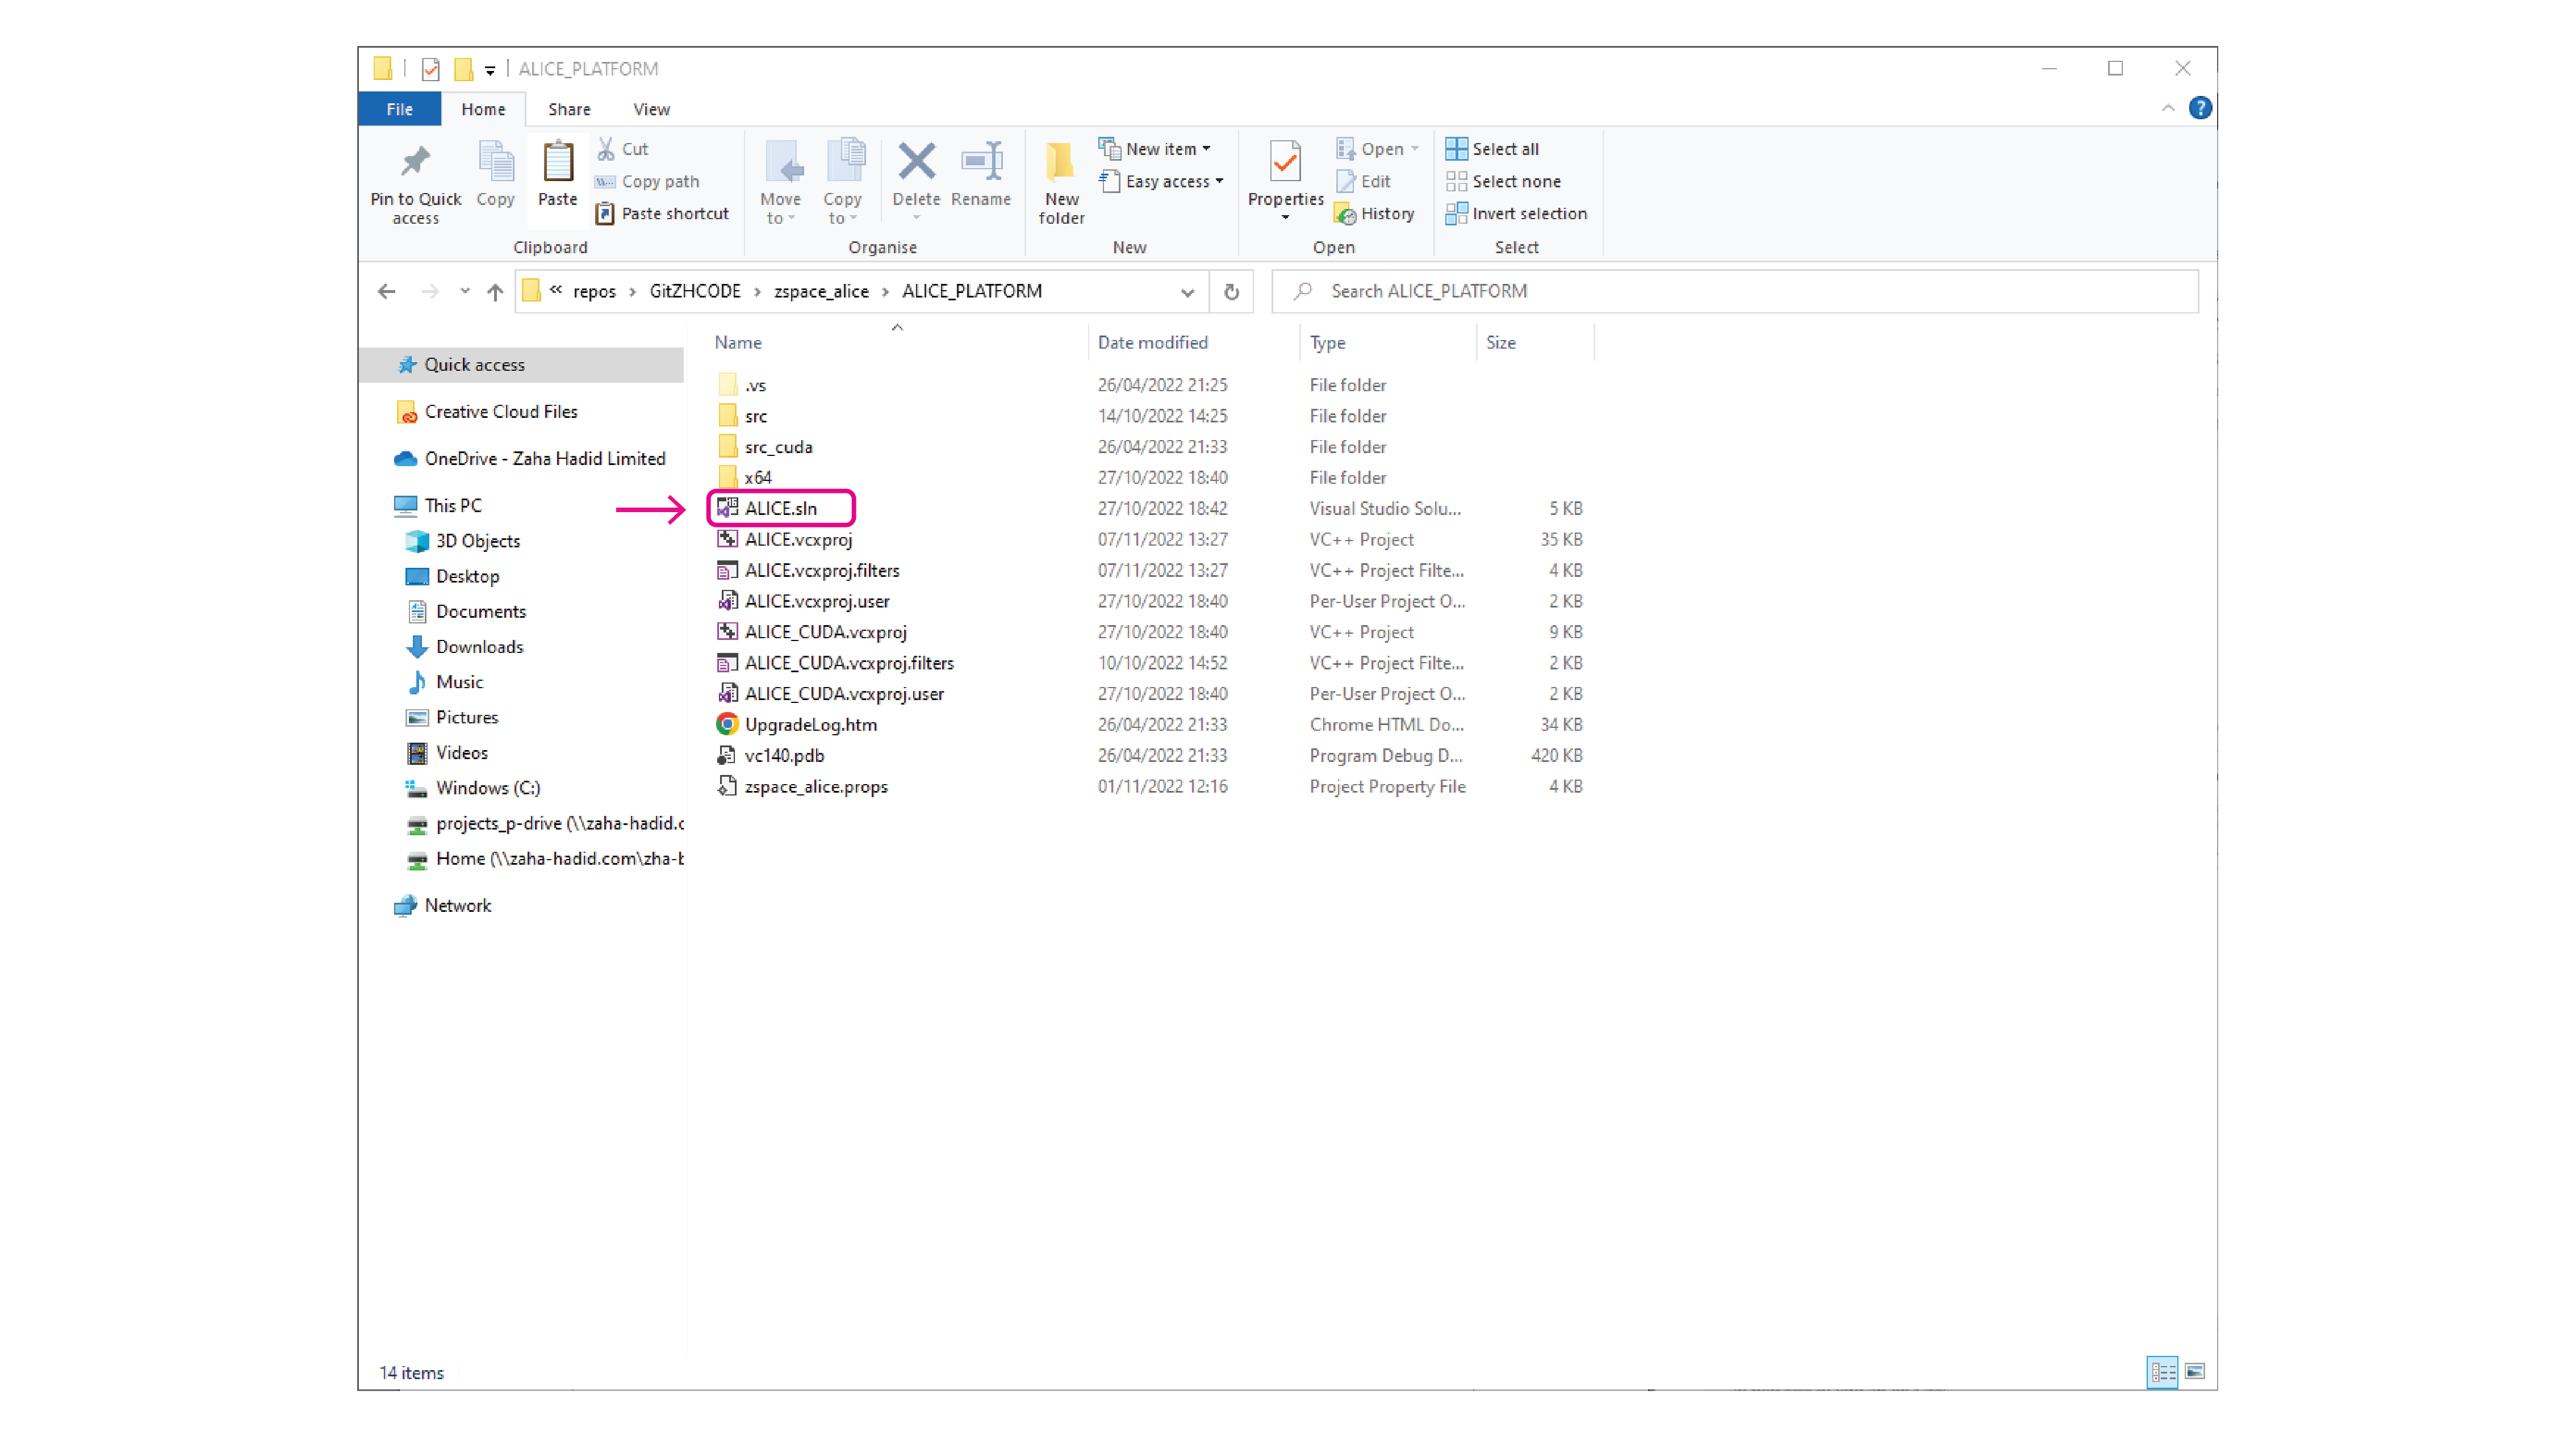 ALICE_PLATFORM
File Home Share View
Pin to Quick access Copy Paste Cut Copy path Paste shortcut
Move to Copy to Delete Rename New folder New item Easy access
Properties Open Edit History Select all Select none Invert selection
Clipboard Organise New Open Select
« repos › GitZHCODE › zspace_alice › ALICE_PLATFORM Search ALICE_PLATFORM
Quick access
Creative Cloud Files
OneDrive - Zaha Hadid Limited
This PC
3D Objects
Desktop
Documents
Downloads
Music
Pictures
Videos
Windows (C:)
projects_p-drive (\\zaha-hadid.c
Home (\\zaha-hadid.com\zha-b
Network
Name Date modified Type Size
.vs 26/04/2022 21:25 File folder
src 14/10/2022 14:25 File folder
src_cuda 26/04/2022 21:33 File folder
x64 27/10/2022 18:40 File folder
ALICE.sln 27/10/2022 18:42 Visual Studio Solu... 5 KB
ALICE.vcxproj 07/11/2022 13:27 VC++ Project 35 KB
ALICE.vcxproj.filters 07/11/2022 13:27 VC++ Project Filte... 4 KB
ALICE.vcxproj.user 27/10/2022 18:40 Per-User Project O... 2 KB
ALICE_CUDA.vcxproj 27/10/2022 18:40 VC++ Project 9 KB
ALICE_CUDA.vcxproj.filters 10/10/2022 14:52 VC++ Project Filte... 2 KB
ALICE_CUDA.vcxproj.user 27/10/2022 18:40 Per-User Project O... 2 KB
UpgradeLog.htm 26/04/2022 21:33 Chrome HTML Do... 34 KB
vc140.pdb 26/04/2022 21:33 Program Debug D... 420 KB
zspace_alice.props 01/11/2022 12:16 Project Property File 4 KB
14 items